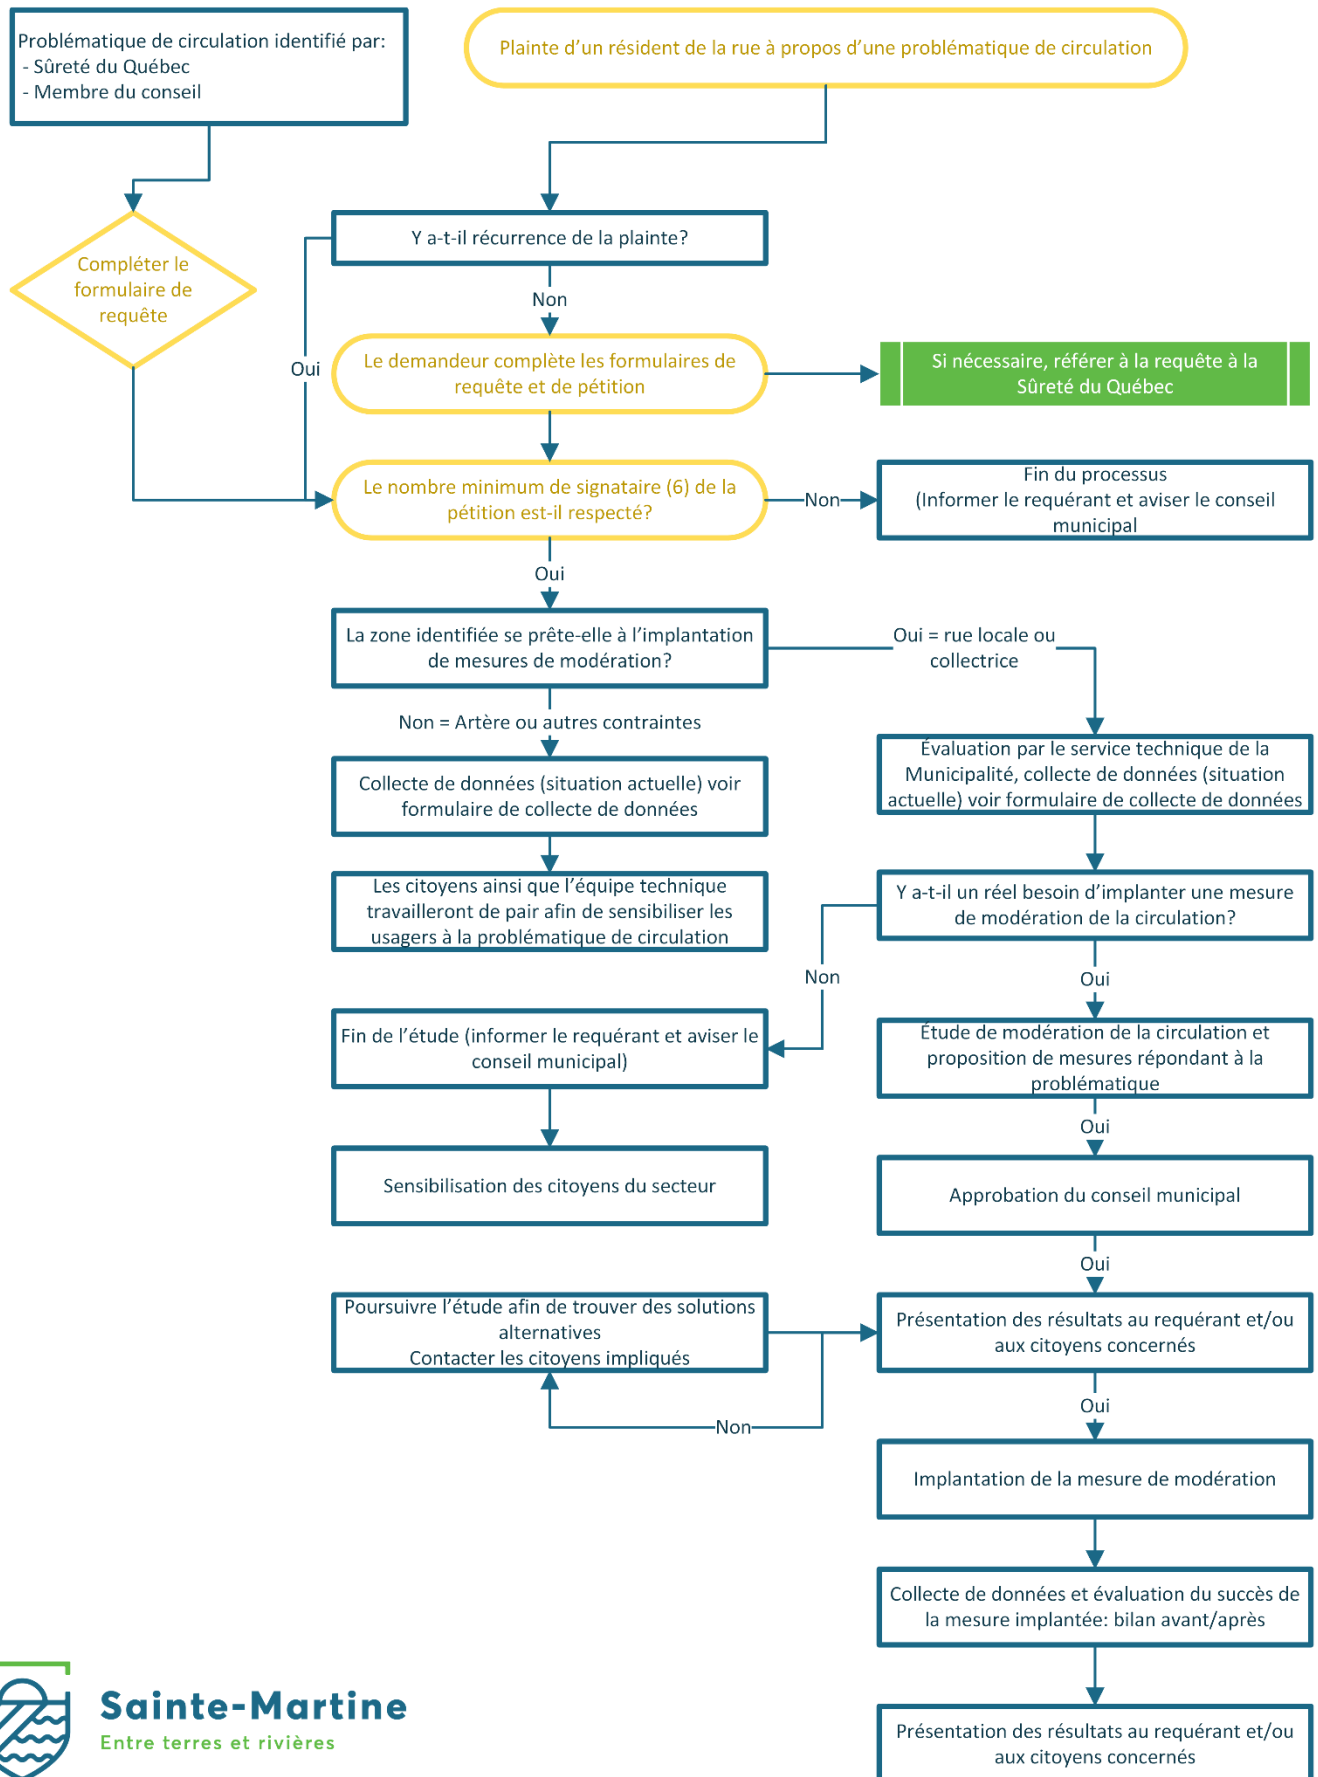 Problématique de circulation identifié par:
- Sûreté du Québec
- Membre du conseil
Plainte d'un résident de la rue à propos d'une problématique de circulation
Y a-t-il récurrence de la plainte?
Compléter le
formulaire de
requête
Non
Oui
Le demandeur complète les formulaires de
requête et de pétition
Si nécessaire, référer à la requête à la
Sûreté du Québec
Le nombre minimum de signataire (6) de la
pétition est-il respecté?
Non
Fin du processus
(Informer le requérant et aviser le conseil
municipal
Oui
La zone identifiée se prête-elle à l'implantation
de mesures de modération?
Oui = rue locale ou
collectrice
Non = Artère ou autres contraintes
Collecte de données (situation actuelle) voir
formulaire de collecte de données
Évaluation par le service technique de la
Municipalité, collecte de données (situation
actuelle) voir formulaire de collecte de données
Les citoyens ainsi que l'équipe technique
travailleront de pair afin de sensibiliser les
usagers à la problématique de circulation
Y a-t-il un réel besoin d'implanter une mesure
de modération de la circulation?
Non
Oui
Fin de l'étude (informer le requérant et aviser le
conseil municipal)
Étude de modération de la circulation et
proposition de mesures répondant à la
problématique
Oui
Sensibilisation des citoyens du secteur
Approbation du conseil municipal
Oui
Poursuivre l'étude afin de trouver des solutions
alternatives
Contacter les citoyens impliqués
Présentation des résultats au requérant et/ou
aux citoyens concernés
Non
Oui
Implantation de la mesure de modération
Collecte de données et évaluation du succès de
la mesure implantée: bilan avant/après
Présentation des résultats au requérant et/ou
aux citoyens concernés
Sainte-Martine
Entre terres et rivières